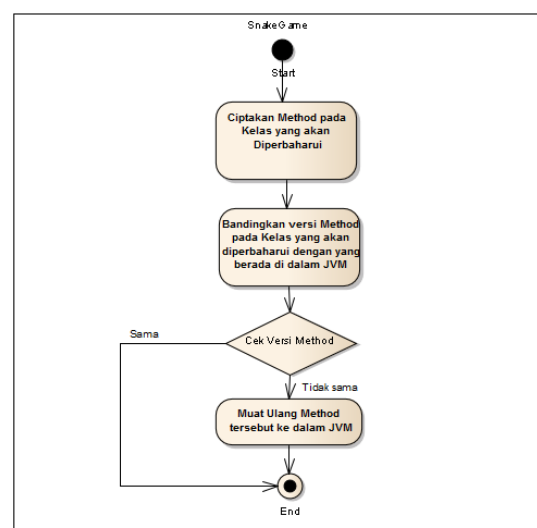 SnakeGame
Start
Ciptakan Method pada
Kelas yang akan
Diperbaharui
Bandingkan versi Method
pada Kelas yang akan
diperbaharui dengan yang
berada di dalam JVM
Sama
Cek Versi Method
Tidak sama
Muat Ulang Method
tersebut ke dalam JVM
End